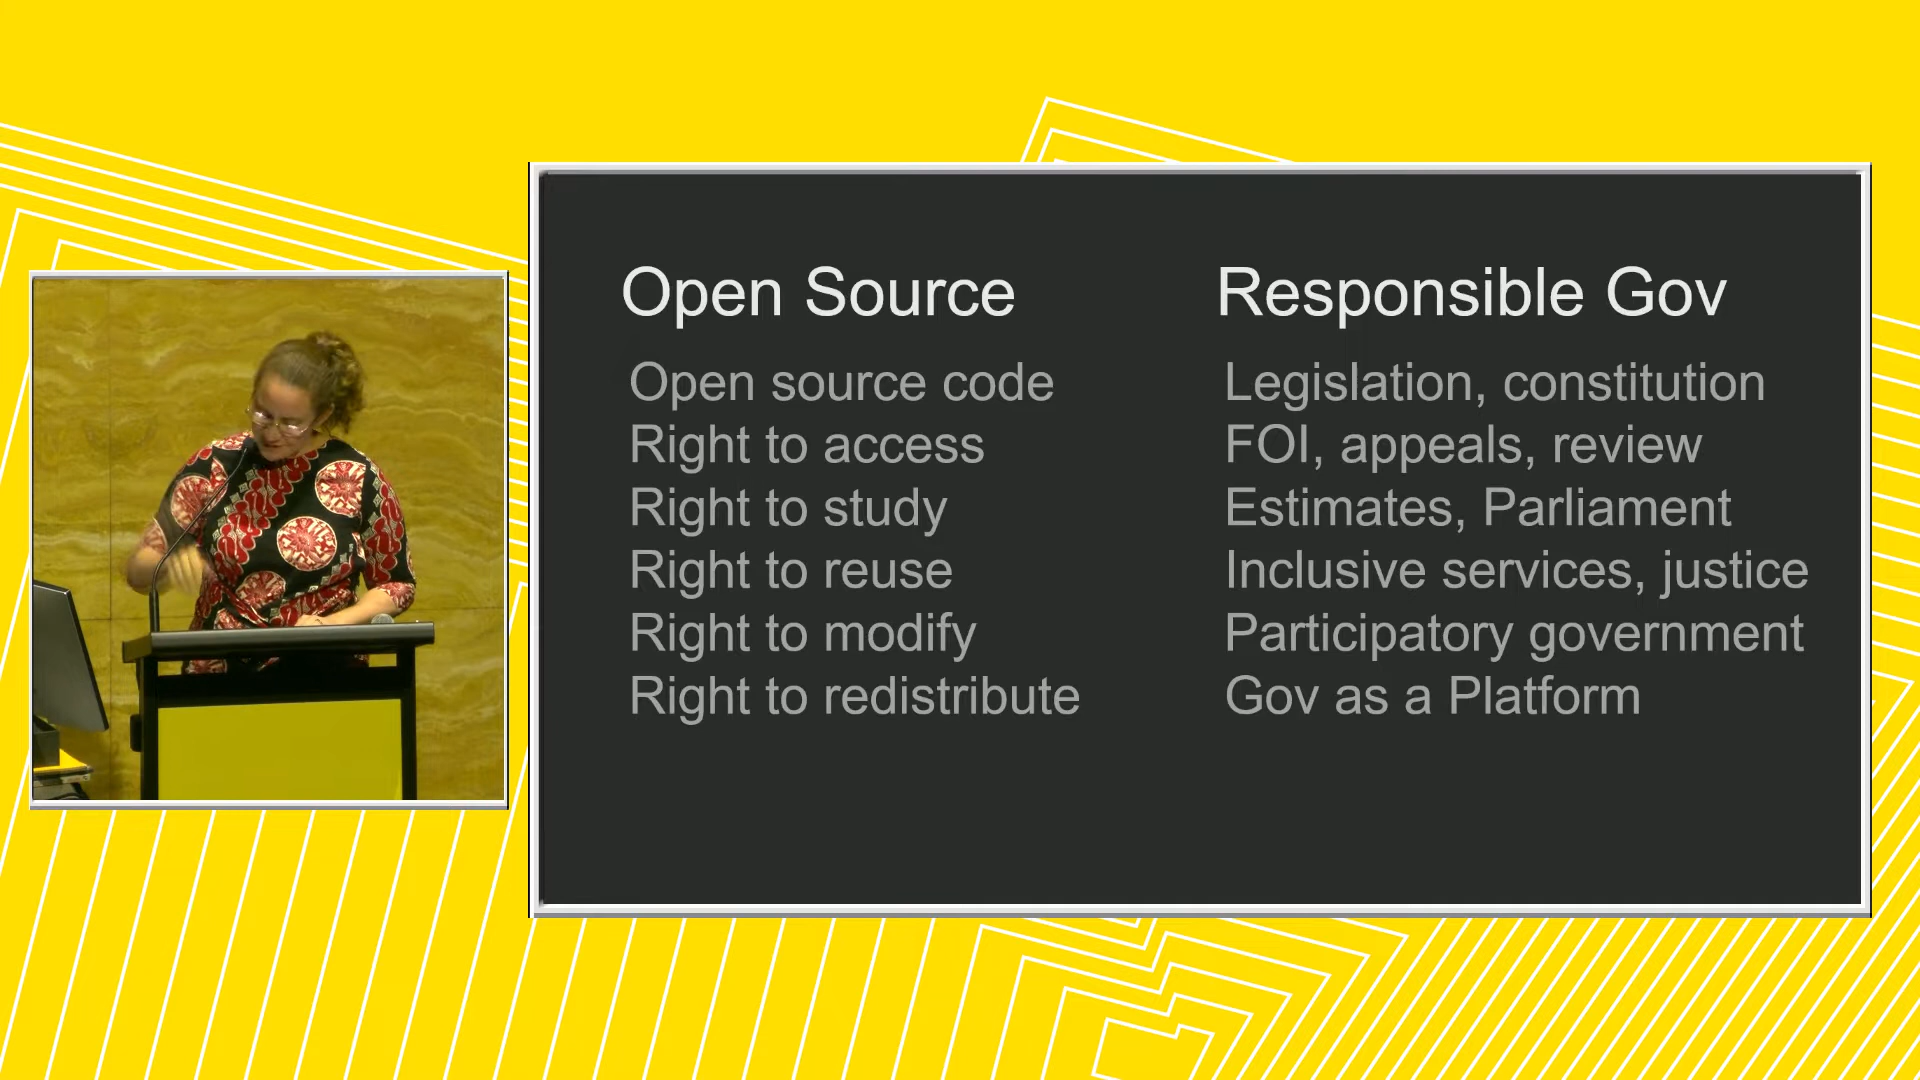 Open Source
Open source code
Right to access
Right to study
Right to reuse
Right to modify
Right to redistribute
Responsible Gov
Legislation, constitution
FOI, appeals, review
Estimates, Parliament
Inclusive services, justice
Participatory government
Gov as a Platform